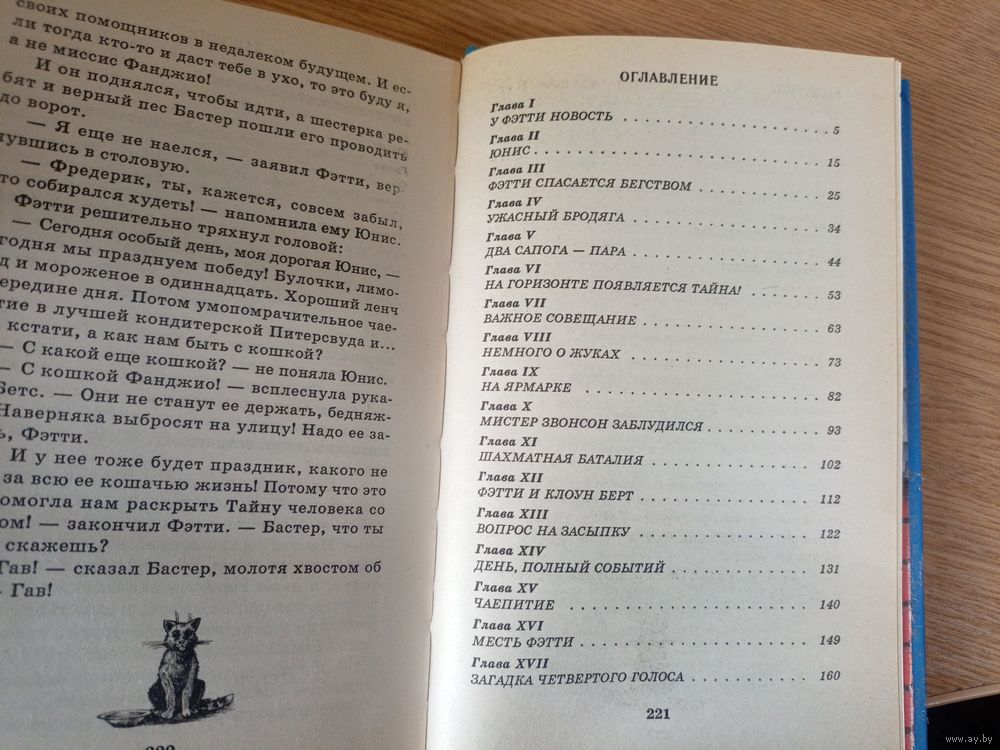 своих помощников в недалеком будущем. И ес-
ли тогда кто-то и даст тебе в ухо, то это буду я,
а не миссис Фанджио!
И он поднялся, чтобы идти, а шестерка ре-
бят и верный пес Бастер пошли его проводить
до ворот.
— Я еще не наелся, — заявил Фэтти, вер-
нувшись в столовую.
— Фредерик, ты, кажется, совсем забыл,
что собирался худеть! — напомнила ему Юнис.
Фэтти решительно тряхнул головой:
— Сегодня особый день, моя дорогая Юнис, —
годня мы празднуем победу! Булочки, лимо-
д и мороженое в одиннадцать. Хороший ленч
ередине дня. Потом умопомрачительное чае-
тие в лучшей кондитерской Питерсвуда и...
кстати, а как нам быть с кошкой?
— С какой еще кошкой? — не поняла Юнис.
— С кошкой Фанджио! — всплеснула рука-
Бетс. — Они не станут ее держать, бедняж-
Наверняка выбросят на улицу! Надо ее за-
ь, Фэтти.
И у нее тоже будет праздник, какого не
за всю ее кошачью жизнь! Потому что это
омогла нам раскрыть Тайну человека со
ом! — закончил Фэтти. — Бастер, что ты
скажешь?
Гав! — сказал Бастер, молотя хвостом об
- Гав!
ОГЛАВЛЕНИЕ
Глава I
У ФЭТТИ НОВОСТЬ . . . . . . . . . . . . . . . . . 5
Глава II
ЮНИС . . . . . . . . . . . . . . . . . . . . . . . 15
Глава III
ФЭТТИ СПАСАЕТСЯ БЕГСТВОМ . . . . . . . . . . 25
Глава IV
УЖАСНЫЙ БРОДЯГА . . . . . . . . . . . . . . . . 34
Глава V
ДВА САПОГА — ПАРА . . . . . . . . . . . . . . . 44
Глава VI
НА ГОРИЗОНТЕ ПОЯВЛЯЕТСЯ ТАЙНА! . . . . . . 53
Глава VII
ВАЖНОЕ СОВЕЩАНИЕ . . . . . . . . . . . . . . . 63
Глава VIII
НЕМНОГО О ЖУКАХ . . . . . . . . . . . . . . . . 73
Глава IX
НА ЯРМАРКЕ . . . . . . . . . . . . . . . . . . . 82
Глава X
МИСТЕР ЗВОНСОН ЗАБЛУДИЛСЯ . . . . . . . . . 93
Глава XI
ШАХМАТНАЯ БАТАЛИЯ . . . . . . . . . . . . . . 102
Глава XII
ФЭТТИ И КЛОУН БЕРТ . . . . . . . . . . . . . . 112
Глава XIII
ВОПРОС НА ЗАСЫПКУ . . . . . . . . . . . . . . 122
Глава XIV
ДЕНЬ, ПОЛНЫЙ СОБЫТИЙ . . . . . . . . . . . . 131
Глава XV
ЧАЕПИТИЕ . . . . . . . . . . . . . . . . . . . . 140
Глава XVI
МЕСТЬ ФЭТТИ . . . . . . . . . . . . . . . . . . 149
Глава XVII
ЗАГАДКА ЧЕТВЕРТОГО ГОЛОСА . . . . . . . . . . 160
221
www.ay.by